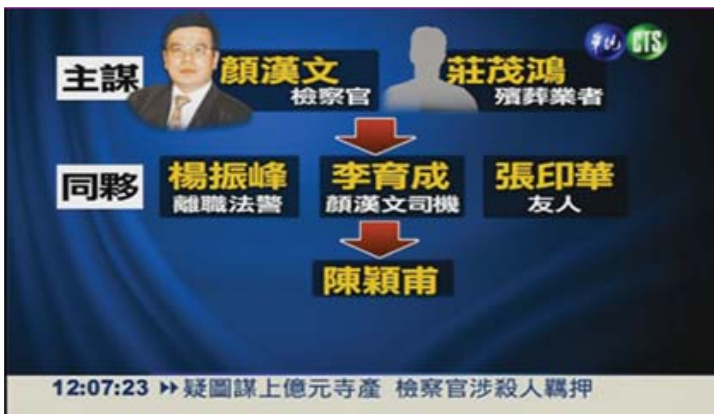 華視 CTS
主謀 顏漢文 莊茂鴻
檢察官 殯葬業者
同夥 楊振峰 李育成 張印華
離職法警 顏漢文司機 友人
陳穎甫
12:07:23 ▸▸疑圖謀上億元寺產 檢察官涉殺人羈押